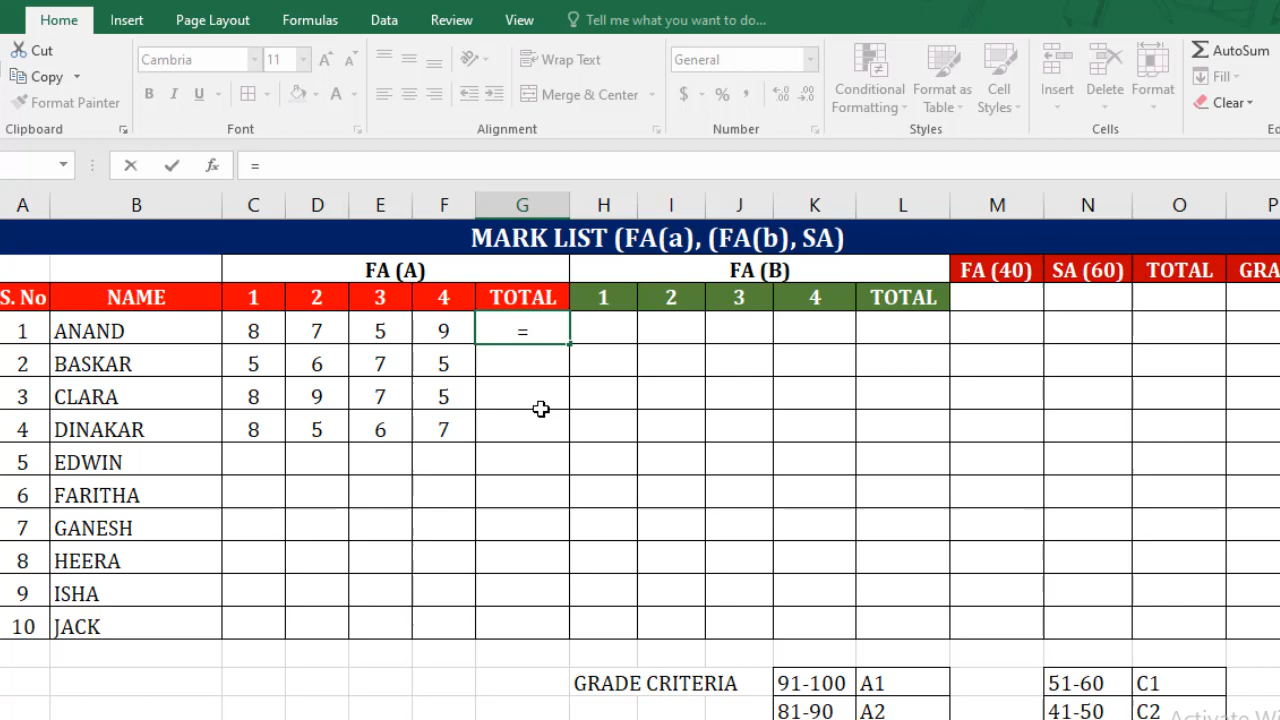 Home Insert Page Layout Formulas Data Review View Tell me what you want to do...
Cut Cambria 11 A A Wrap Text General AutoSum
Copy Conditional Format as Cell Insert Delete Format Fill
Format Painter B I U A Merge & Center $ % , Formatting Table Styles Clear
Clipboard Font Alignment Number Styles Cells
fx =
A B C D E F G H I J K L M N O P
MARK LIST (FA(a), (FA(b), SA)
FA (A) FA (B) FA (40) SA (60) TOTAL GRA
S. No NAME 1 2 3 4 TOTAL 1 2 3 4 TOTAL
1 ANAND 8 7 5 9 =
2 BASKAR 5 6 7 5
3 CLARA 8 9 7 5
4 DINAKAR 8 5 6 7
5 EDWIN
6 FARITHA
7 GANESH
8 HEERA
9 ISHA
10 JACK
GRADE CRITERIA 91-100 A1 51-60 C1
81-90 A2 41-50 C2